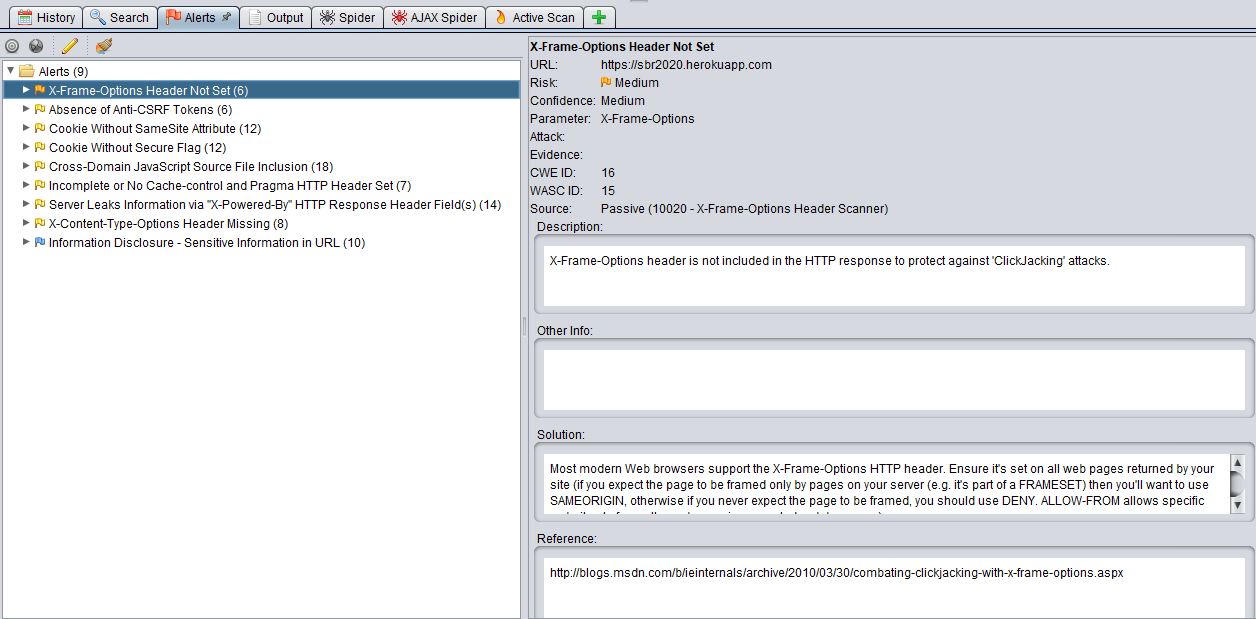 History Search Alerts Output Spider AJAX Spider Active Scan
Alerts (9)
X-Frame-Options Header Not Set (6)
Absence of Anti-CSRF Tokens (6)
Cookie Without SameSite Attribute (12)
Cookie Without Secure Flag (12)
Cross-Domain JavaScript Source File Inclusion (18)
Incomplete or No Cache-control and Pragma HTTP Header Set (7)
Server Leaks Information via "X-Powered-By" HTTP Response Header Field(s) (14)
X-Content-Type-Options Header Missing (8)
Information Disclosure - Sensitive Information in URL (10)
X-Frame-Options Header Not Set
URL: https://sbr2020.herokuapp.com
Risk: Medium
Confidence: Medium
Parameter: X-Frame-Options
Attack:
Evidence:
CWE ID: 16
WASC ID: 15
Source: Passive (10020 - X-Frame-Options Header Scanner)
Description:
X-Frame-Options header is not included in the HTTP response to protect against 'ClickJacking' attacks.
Other Info:
Solution:
Most modern Web browsers support the X-Frame-Options HTTP header. Ensure it's set on all web pages returned by your
site (if you expect the page to be framed only by pages on your server (e.g. it's part of a FRAMESET) then you'll want to use
SAMEORIGIN, otherwise if you never expect the page to be framed, you should use DENY. ALLOW-FROM allows specific
Reference:
http://blogs.msdn.com/b/ieinternals/archive/2010/03/30/combating-clickjacking-with-x-frame-options.aspx